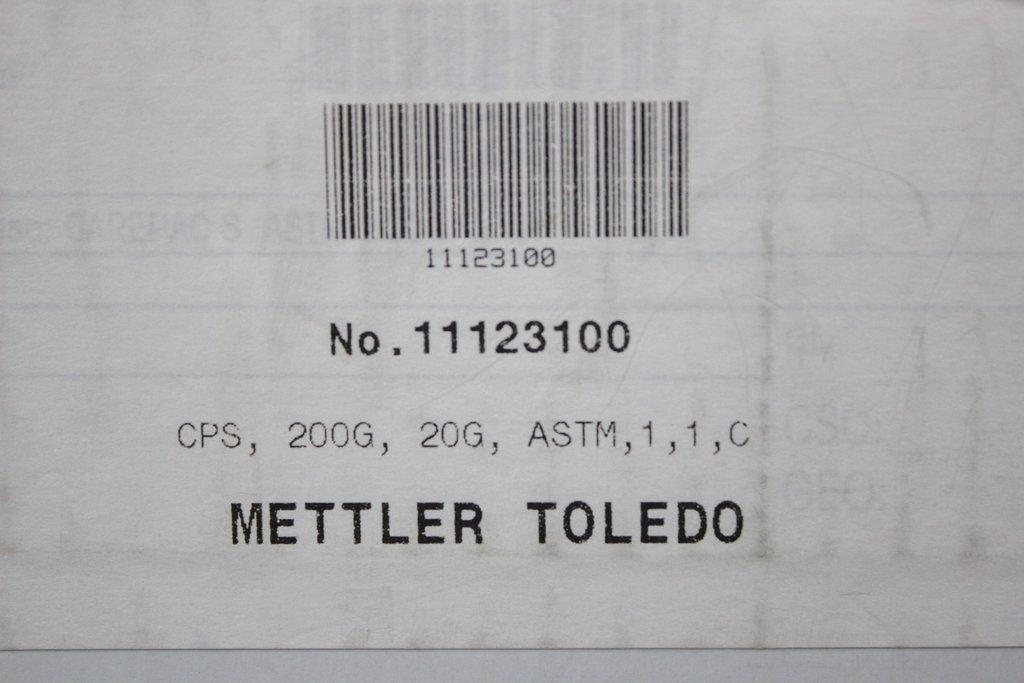 11123100
No.11123100
CPS, 200G, 20G, ASTM,1,1,C
METTLER TOLEDO